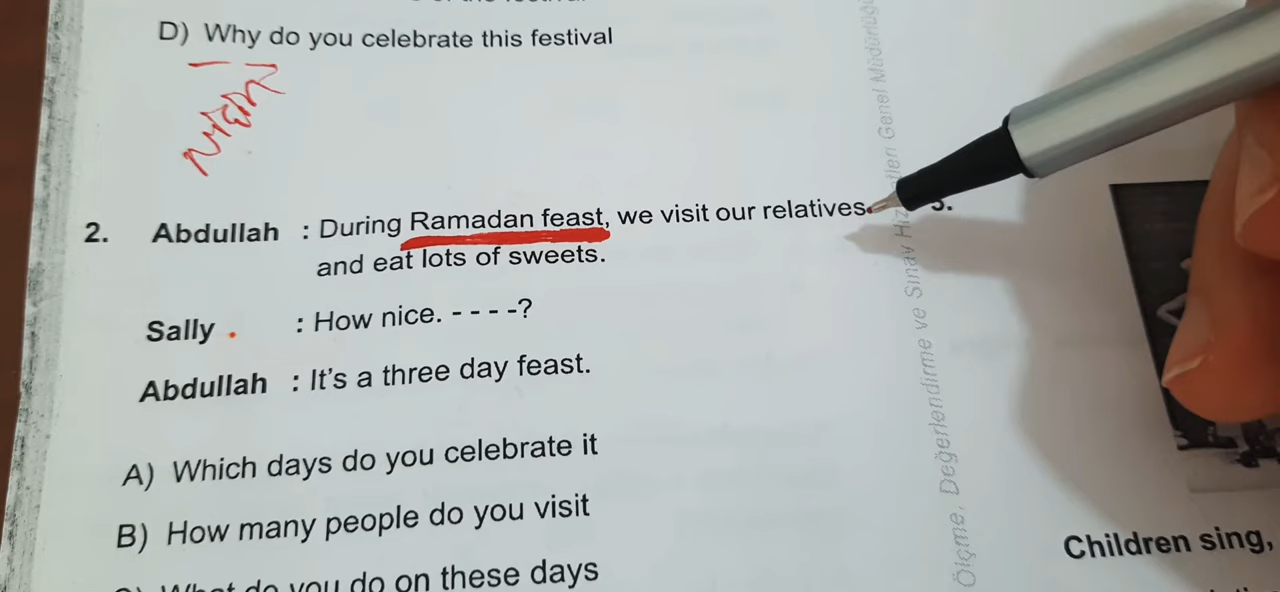 D) Why do you celebrate this festival
2. Abdullah : During Ramadan feast, we visit our relatives
and eat lots of sweets.
Sally : How nice. - - - -?
Abdullah : It's a three day feast.
A) Which days do you celebrate it
B) How many people do you visit
What do you do on these days
Ölçme, Değerlendirme ve Sınav Genel Müdürlüğü
3.
Children sing,